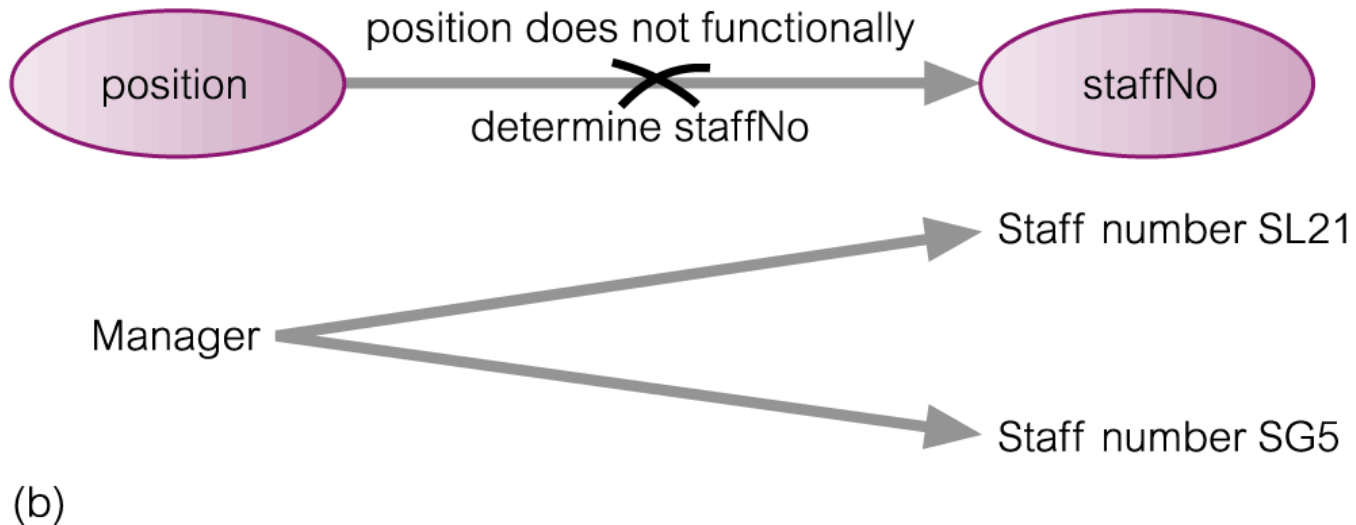 position does not functionally
position
staffNo
determine staffNo
Staff number SL21
Manager
Staff number SG5
(b)